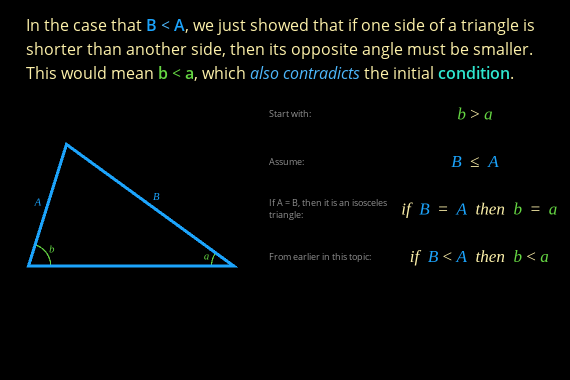 In the case that B < A, we just showed that if one side of a triangle is
shorter than another side, then its opposite angle must be smaller.
This would mean b < a, which also contradicts the initial condition.
Start with: b > a
Assume: B ≤ A
If A = B, then it is an isosceles
triangle: if B = A then b = a
From earlier in this topic: if B < A then b < a
A
B
b
a